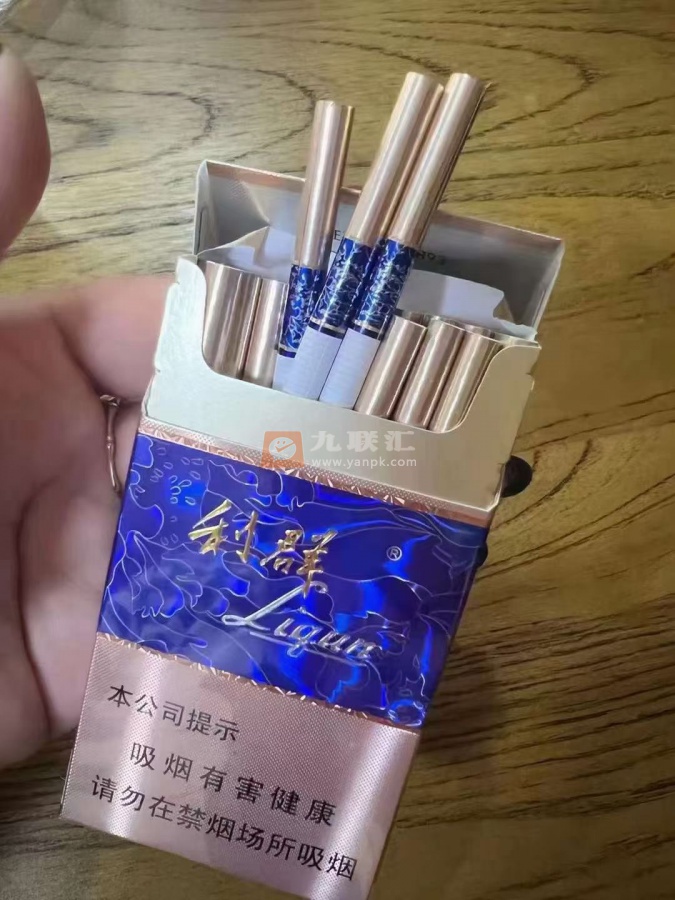 93
九联汇
www.yanpk.com
利群
®
Liqun
本公司提示
吸烟有害健康
请勿在禁烟场所吸烟